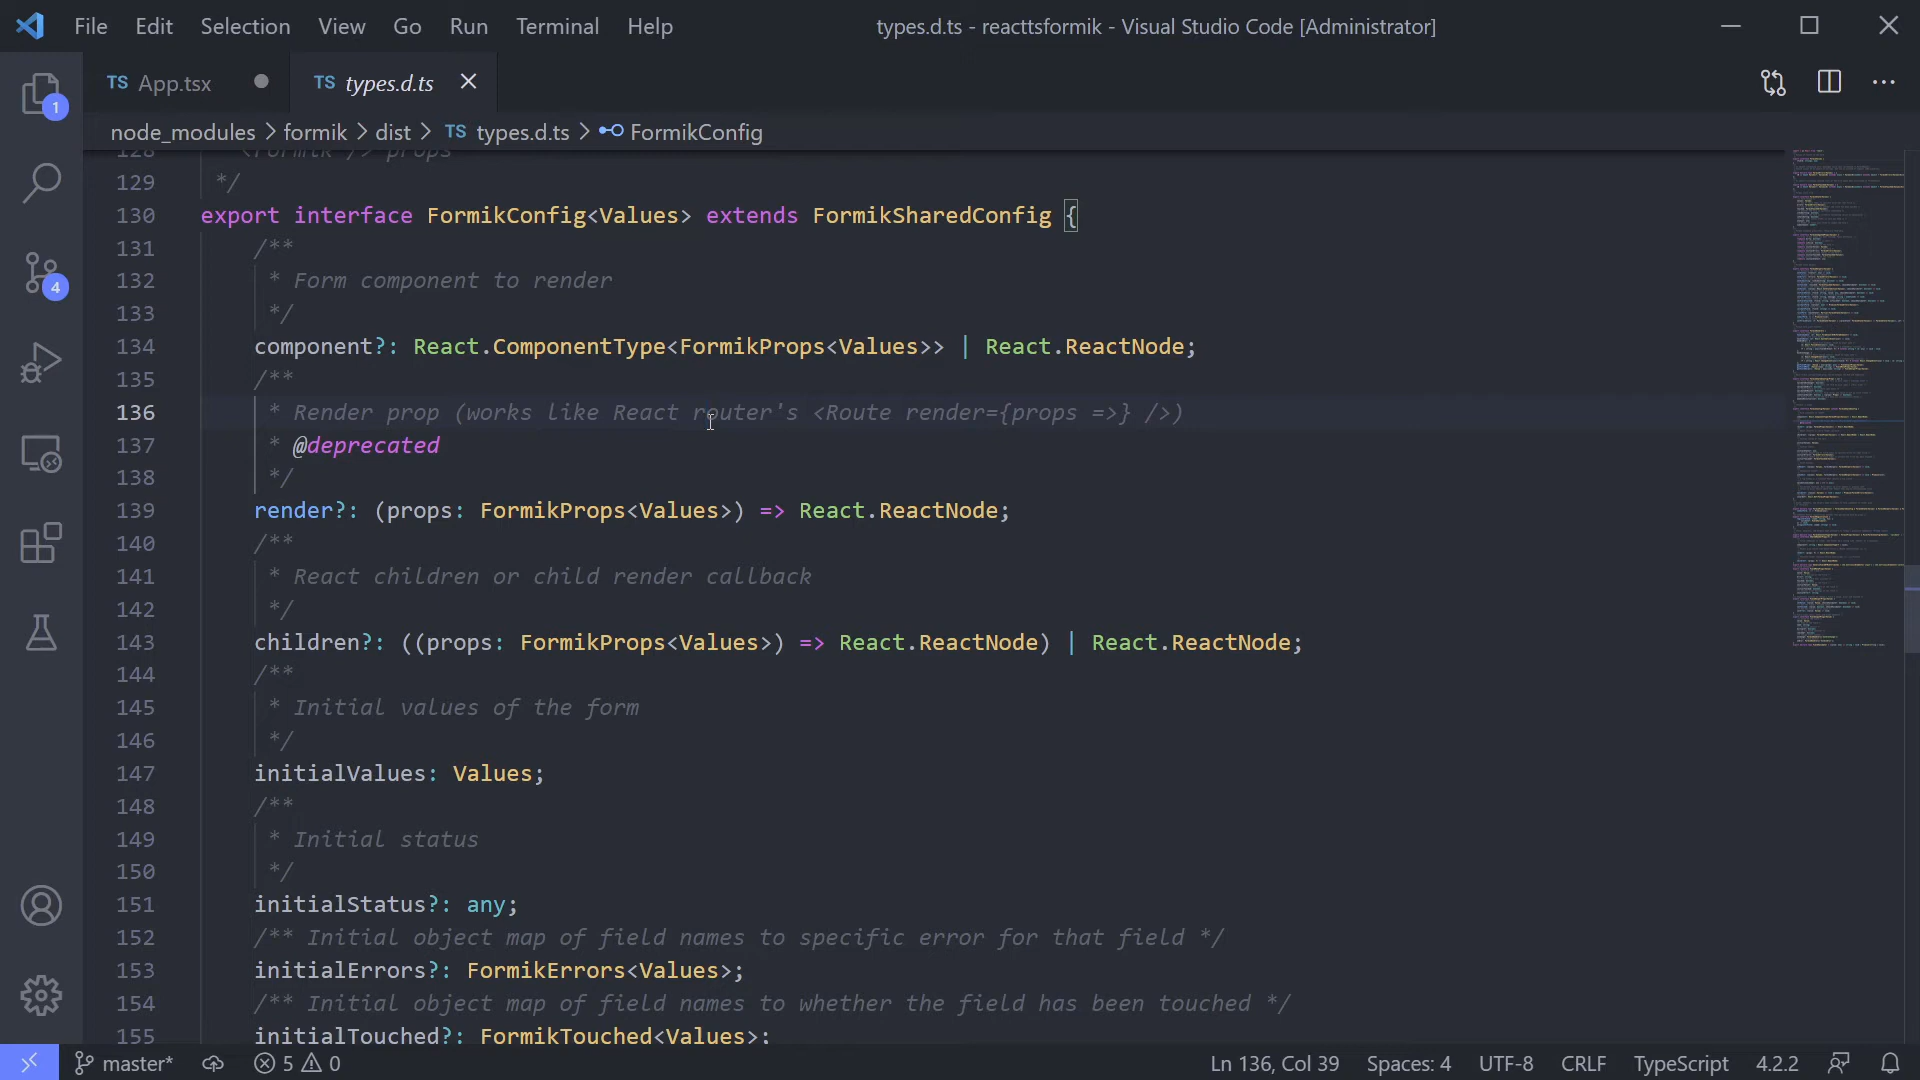 File Edit Selection View Go Run Terminal Help
types.d.ts - reacttsformik - Visual Studio Code [Administrator]
TS App.tsx
TS types.d.ts
node_modules > formik > dist > TS types.d.ts > FormikConfig
1
4
128 <Formik /> props
129 */
130 export interface FormikConfig<Values> extends FormikSharedConfig {
131 /**
132 * Form component to render
133 */
134 component?: React.ComponentType<FormikProps<Values>> | React.ReactNode;
135 /**
136 * Render prop (works like React router's <Route render={props =>} />)
137 * @deprecated
138 */
139 render?: (props: FormikProps<Values>) => React.ReactNode;
140 /**
141 * React children or child render callback
142 */
143 children?: ((props: FormikProps<Values>) => React.ReactNode) | React.ReactNode;
144 /**
145 * Initial values of the form
146 */
147 initialValues: Values;
148 /**
149 * Initial status
150 */
151 initialStatus?: any;
152 /** Initial object map of field names to specific error for that field */
153 initialErrors?: FormikErrors<Values>;
154 /** Initial object map of field names to whether the field has been touched */
155 initialTouched?: FormikTouched<Values>;
master* 5 0 Ln 136, Col 39 Spaces: 4 UTF-8 CRLF TypeScript 4.2.2